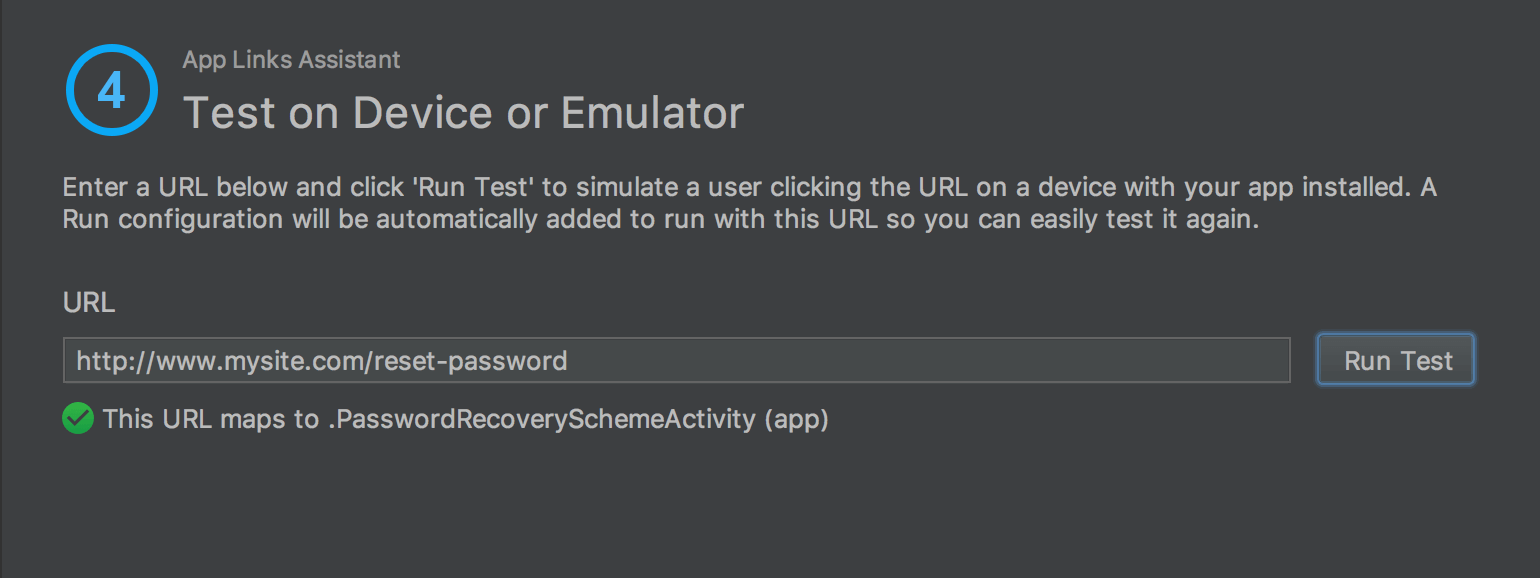 4
App Links Assistant
Test on Device or Emulator
Enter a URL below and click 'Run Test' to simulate a user clicking the URL on a device with your app installed. A
Run configuration will be automatically added to run with this URL so you can easily test it again.
URL
http://www.mysite.com/reset-password
Run Test
This URL maps to .PasswordRecoverySchemeActivity (app)